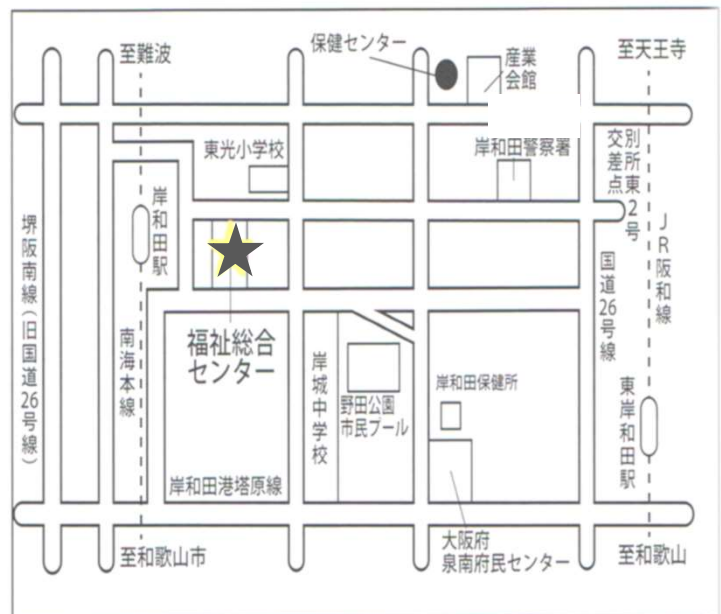 至難波
保健センター
産業
会館
至天王寺
東光小学校
岸和田警察署
別所東2号
交差点
岸和田駅
堺阪南線(旧国道26号線)
南海本線
福祉総合
センター
岸城中学校
野田公園
市民プール
岸和田保健所
国道26号線
JR阪和線
東岸和田駅
岸和田港塔原線
大阪府
泉南府民センター
至和歌山市
至和歌山